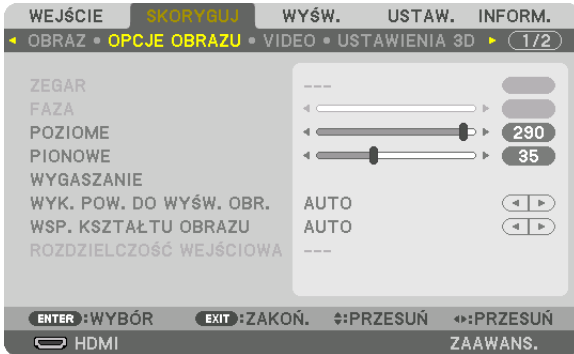 WEJŚCIE SKORYGUJ WYŚW. USTAW. INFORM.
OBRAZ • OPCJE OBRAZU • VIDEO • USTAWIENIA 3D 1/2
ZEGAR ---
FAZA
POZIOME 290
PIONOWE 35
WYGASZANIE
WYK. POW. DO WYŚW. OBR. AUTO
WSP. KSZTAŁTU OBRAZU AUTO
ROZDZIELCZOŚĆ WEJŚCIOWA ---
ENTER :WYBÓR EXIT :ZAKOŃ. :PRZESUŃ :PRZESUŃ
HDMI ZAAWANS.